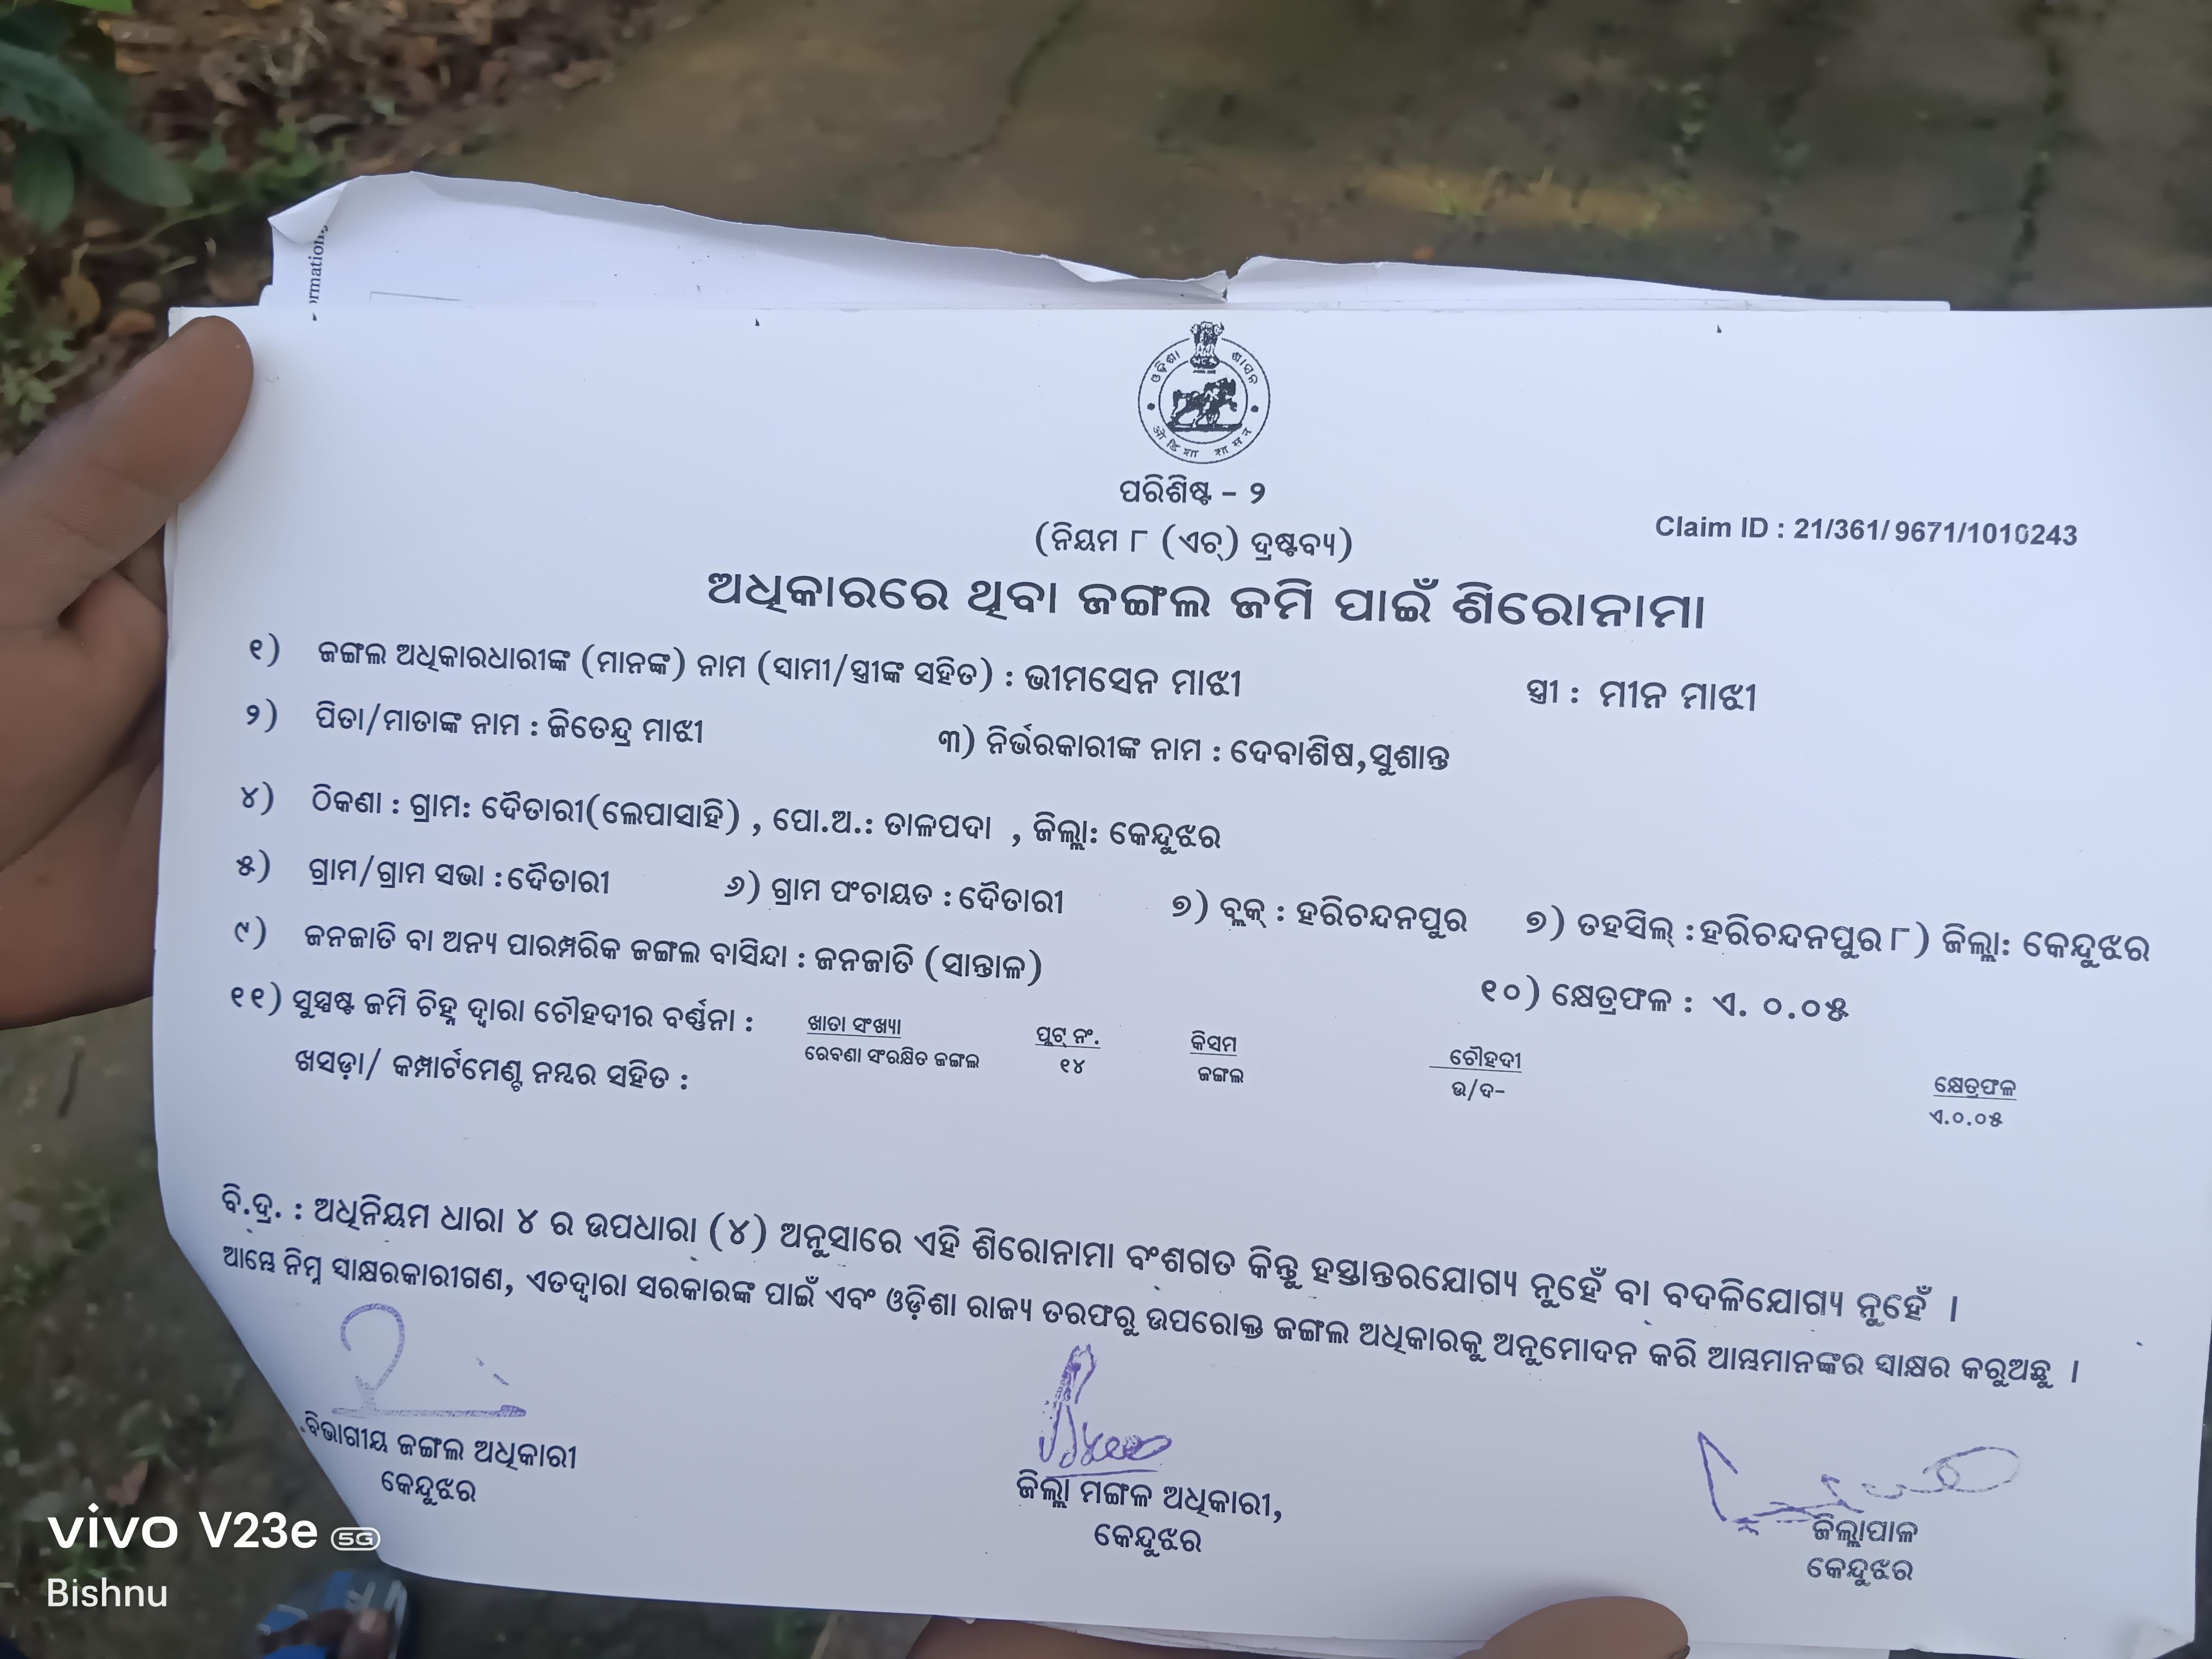 rmation
ଓଡ଼ିଶା ଶାସନ
ओडिशा शासन
ପରିଶିଷ୍ଟ – ୨
(ନିୟମ ୮ (ଏଚ୍) ଦ୍ରଷ୍ଟବ୍ୟ)
Claim ID : 21/361/ 9671/1010243
ଅଧିକାରରେ ଥିବା ଜଙ୍ଗଲ ଜମି ପାଇଁ ଶିରୋନାମା
୧) ଜଙ୍ଗଲ ଅଧିକାରଧାରୀଙ୍କ (ମାନଙ୍କ) ନାମ (ସ୍ୱାମୀ/ସ୍ତ୍ରୀଙ୍କ ସହିତ) : ଭୀମସେନ ମାଝୀ ସ୍ତ୍ରୀ : ମୀନ ମାଝୀ
୨) ପିତା/ମାତାଙ୍କ ନାମ : ଜିତେନ୍ଦ୍ର ମାଝୀ ୩) ନିର୍ଭରକାରୀଙ୍କ ନାମ : ଦେବାଶିଷ,ସୁଶାନ୍ତ
୪) ଠିକଣା : ଗ୍ରାମ: ଦୈତାରୀ(ଲେପାସାହି) , ପୋ.ଅ.: ତାଳପଦା , ଜିଲ୍ଲା: କେନ୍ଦୁଝର
୫) ଗ୍ରାମ/ଗ୍ରାମ ସଭା : ଦୈତାରୀ ୬) ଗ୍ରାମ ପଂଚାୟତ : ଦୈତାରୀ ୭) ବ୍ଲକ୍ : ହରିଚନ୍ଦନପୁର ୭) ତହସିଲ୍ : ହରିଚନ୍ଦନପୁର ୮) ଜିଲ୍ଲା: କେନ୍ଦୁଝର
୯) ଜନଜାତି ବା ଅନ୍ୟ ପାରମ୍ପରିକ ଜଙ୍ଗଲ ବାସିନ୍ଦା : ଜନଜାତି (ସାନ୍ତାଳ) ୧୦) କ୍ଷେତ୍ରଫଳ : ଏ. ୦.୦୫
୧୧) ସୁସ୍ପଷ୍ଟ ଜମି ଚିହ୍ନ ଦ୍ୱାରା ଚୌହଦୀର ବର୍ଣ୍ଣନା : ଖାତା ସଂଖ୍ୟା ପ୍ଲଟ୍ ନଂ. କିସମ ଚୌହଦୀ କ୍ଷେତ୍ରଫଳ
ଖସଡ଼ା/ କମ୍ପାର୍ଟମେଣ୍ଟ ନମ୍ବର ସହିତ : ରେବଣା ସଂରକ୍ଷିତ ଜଙ୍ଗଲ ୧୪ ଜଙ୍ଗଲ ଉ/ଦ- ଏ.୦.୦୫
ବି.ଦ୍ର. : ଅଧିନିୟମ ଧାରା ୪ ର ଉପଧାରା (୪) ଅନୁସାରେ ଏହି ଶିରୋନାମା ବଂଶଗତ କିନ୍ତୁ ହସ୍ତାନ୍ତରଯୋଗ୍ୟ ନୁହେଁ ବା ବଦଳିଯୋଗ୍ୟ ନୁହେଁ ।
ଆମ୍ଭେ ନିମ୍ନ ସ୍ୱାକ୍ଷରକାରୀଗଣ, ଏତଦ୍ୱାରା ସରକାରଙ୍କ ପାଇଁ ଏବଂ ଓଡ଼ିଶା ରାଜ୍ୟ ତରଫରୁ ଉପରୋକ୍ତ ଜଙ୍ଗଲ ଅଧିକାରକୁ ଅନୁମୋଦନ କରି ଆମ୍ଭମାନଙ୍କର ସ୍ୱାକ୍ଷର କରୁଅଛୁ ।
ବିଭାଗୀୟ ଜଙ୍ଗଲ ଅଧିକାରୀ
କେନ୍ଦୁଝର
ଜିଲ୍ଲା ମଙ୍ଗଳ ଅଧିକାରୀ,
କେନ୍ଦୁଝର
ଜିଲ୍ଲାପାଳ
କେନ୍ଦୁଝର
vivo V23e 5G
Bishnu